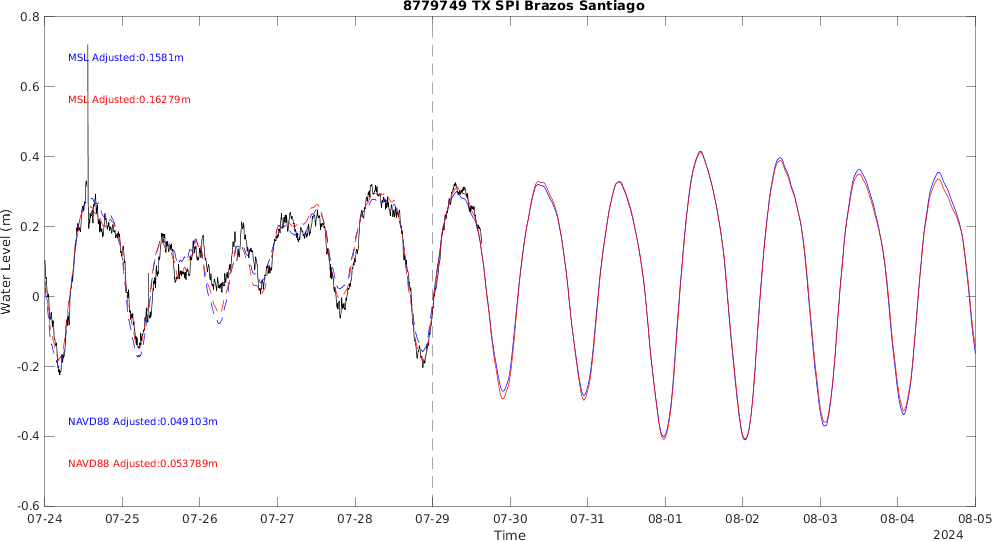 8779749 TX SPI Brazos Santiago
0.8
0.6
0.4
0.2
0
-0.2
-0.4
-0.6
Water Level (m)
MSL Adjusted:0.1581m
MSL Adjusted:0.16279m
NAVD88 Adjusted:0.049103m
NAVD88 Adjusted:0.053789m
07-24 07-25 07-26 07-27 07-28 07-29 07-30 07-31 08-01 08-02 08-03 08-04 08-05
Time
2024